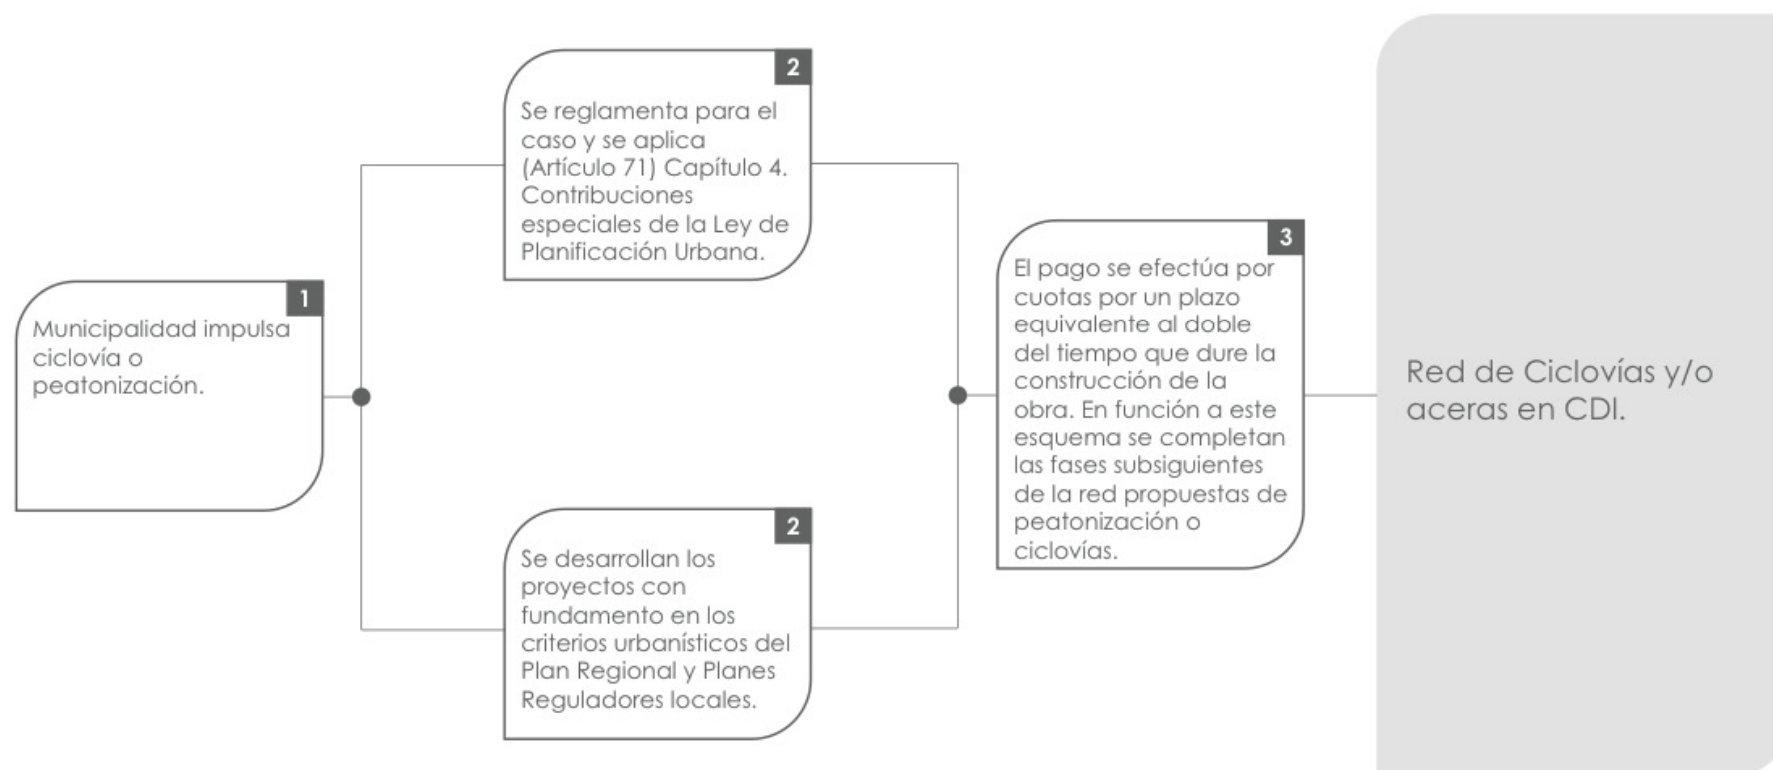 1
Municipalidad impulsa
ciclovía o
peatonización.
2
Se reglamenta para el
caso y se aplica
(Artículo 71) Capítulo 4.
Contribuciones
especiales de la Ley de
Planificación Urbana.
2
Se desarrollan los
proyectos con
fundamento en los
criterios urbanísticos del
Plan Regional y Planes
Reguladores locales.
3
El pago se efectúa por
cuotas por un plazo
equivalente al doble
del tiempo que dure la
construcción de la
obra. En función a este
esquema se completan
las fases subsiguientes
de la red propuestas de
peatonización o
ciclovías.
Red de Ciclovías y/o
aceras en CDI.